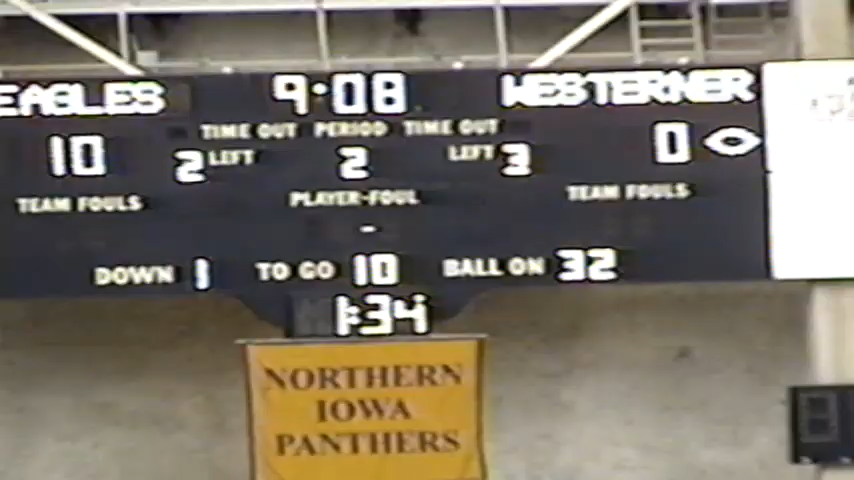 EAGLES 9:08 WESTERNER
TIME OUT PERIOD TIME OUT
10 2 LEFT 2 LEFT 3 0
TEAM FOULS PLAYER-FOUL TEAM FOULS
-
DOWN 1 TO GO 10 BALL ON 32
1:34
NORTHERN
IOWA
PANTHERS